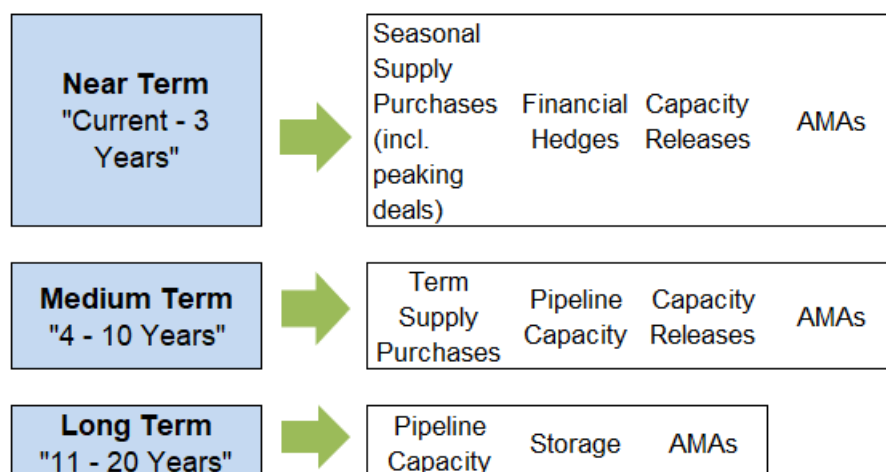 Near Term
"Current - 3
Years"
Seasonal
Supply
Purchases
(incl.
peaking
deals)
Financial
Hedges
Capacity
Releases
AMAs
Medium Term
"4 - 10 Years"
Term
Supply
Purchases
Pipeline
Capacity
Capacity
Releases
AMAs
Long Term
"11 - 20 Years"
Pipeline
Capacity
Storage
AMAs